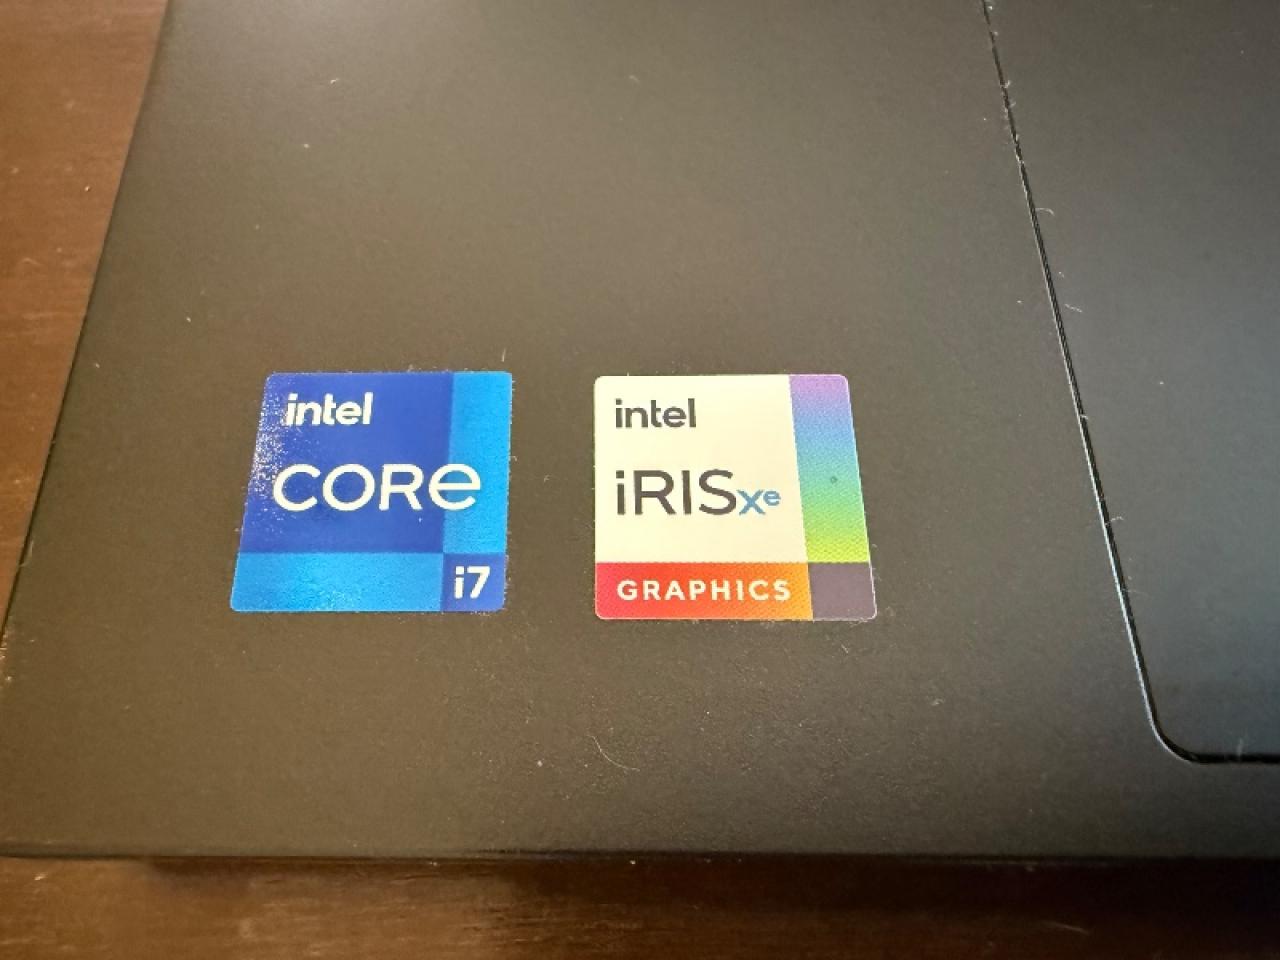 intel
CORe
i7
intel
iRISxe
GRAPHICS